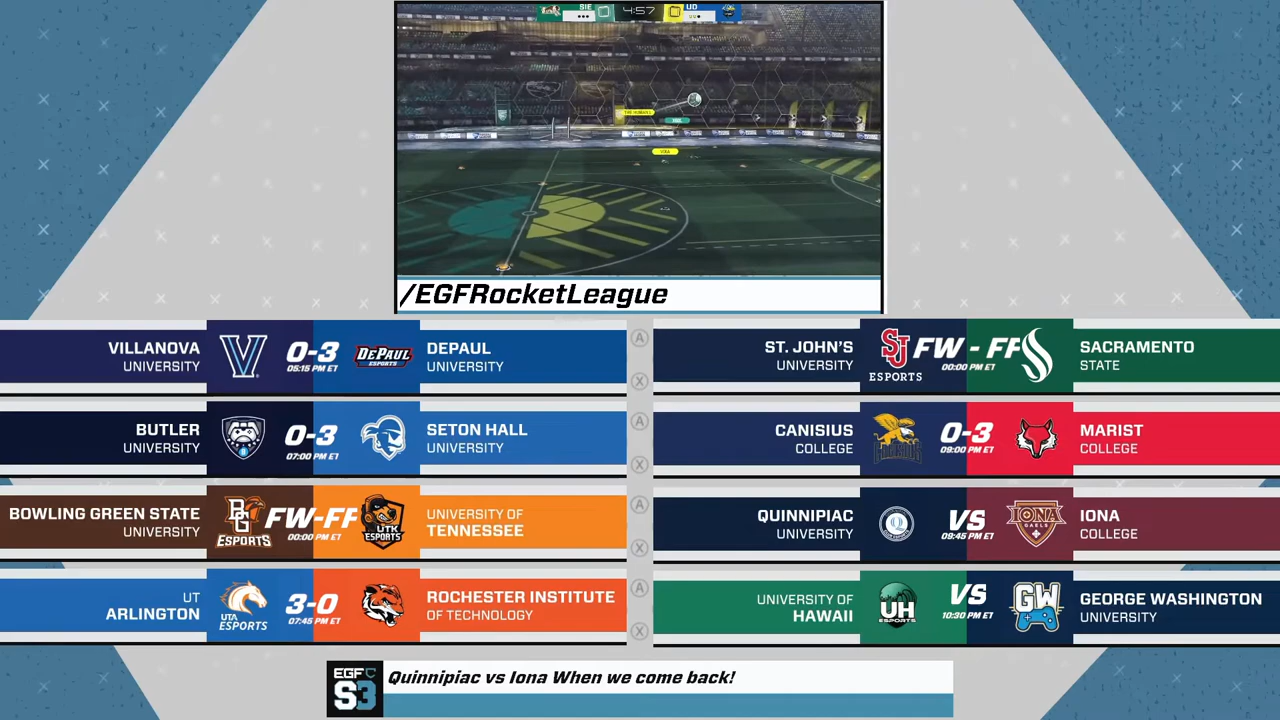 SIE
4:57
UD
/EGFRocketLeague
VILLANOVA
UNIVERSITY
0-3
05:15 PM ET
DEPAUL
ESPORTS
DEPAUL
UNIVERSITY
BUTLER
UNIVERSITY
0-3
07:00 PM ET
SETON HALL
UNIVERSITY
BOWLING GREEN STATE
UNIVERSITY
BG
ESPORTS
FW-FF
00:00 PM ET
UTK
ESPORTS
UNIVERSITY OF
TENNESSEE
UT
ARLINGTON
UTA
ESPORTS
3-0
07:45 PM ET
ROCHESTER INSTITUTE
OF TECHNOLOGY
A
X
A
X
A
X
A
X
ST. JOHN'S
UNIVERSITY
SJ
ESPORTS
FW - FF
00:00 PM ET
SACRAMENTO
STATE
CANISIUS
COLLEGE
0-3
09:00 PM ET
MARIST
COLLEGE
QUINNIPIAC
UNIVERSITY
Q
VS
09:45 PM ET
IONA
GAELS
IONA
COLLEGE
UNIVERSITY OF
HAWAII
UH
ESPORTS
VS
10:30 PM ET
GW
GEORGE WASHINGTON
UNIVERSITY
EGFC
S3
Quinnipiac vs Iona When we come back!